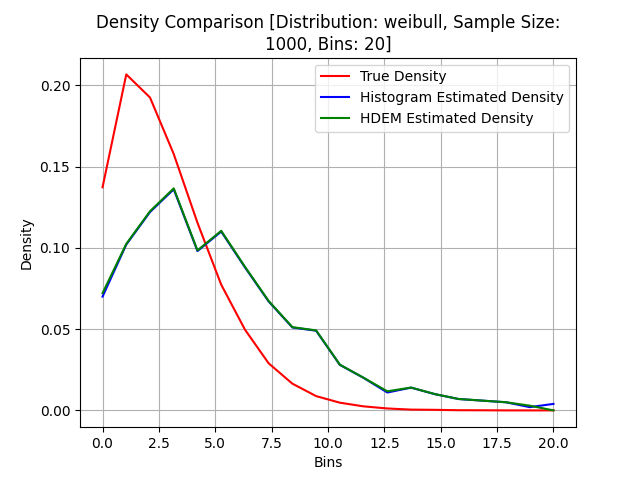 Density Comparison [Distribution: weibull, Sample Size:
1000, Bins: 20]
True Density
Histogram Estimated Density
HDEM Estimated Density
Density
0.20
0.15
0.10
0.05
0.00
0.0 2.5 5.0 7.5 10.0 12.5 15.0 17.5 20.0
Bins